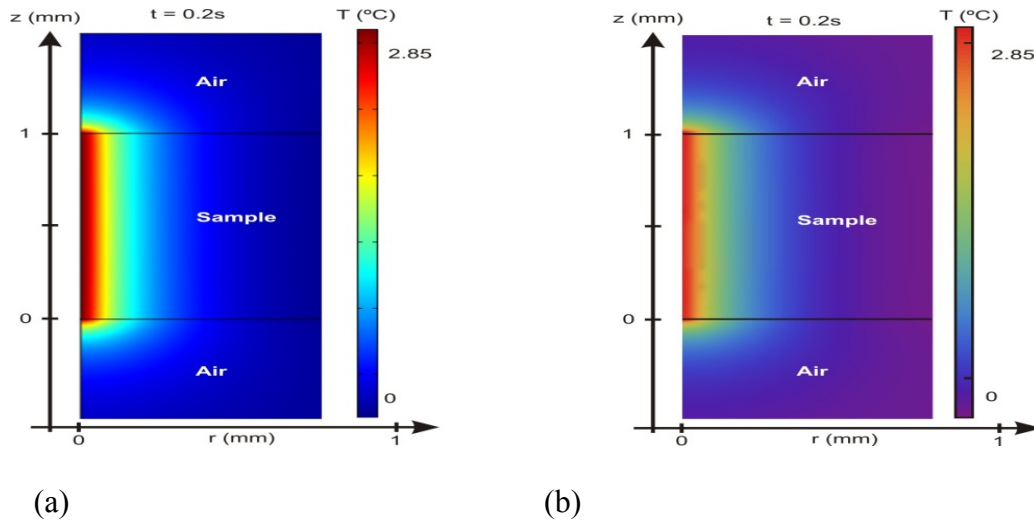 z (mm)
t = 0.2s
T (ºC)
2.85
Air
1
Sample
0
Air
0
0
r (mm)
1
(a)
z (mm)
t = 0.2s
T (ºC)
2.85
Air
1
Sample
0
Air
0
0
r (mm)
1
(b)